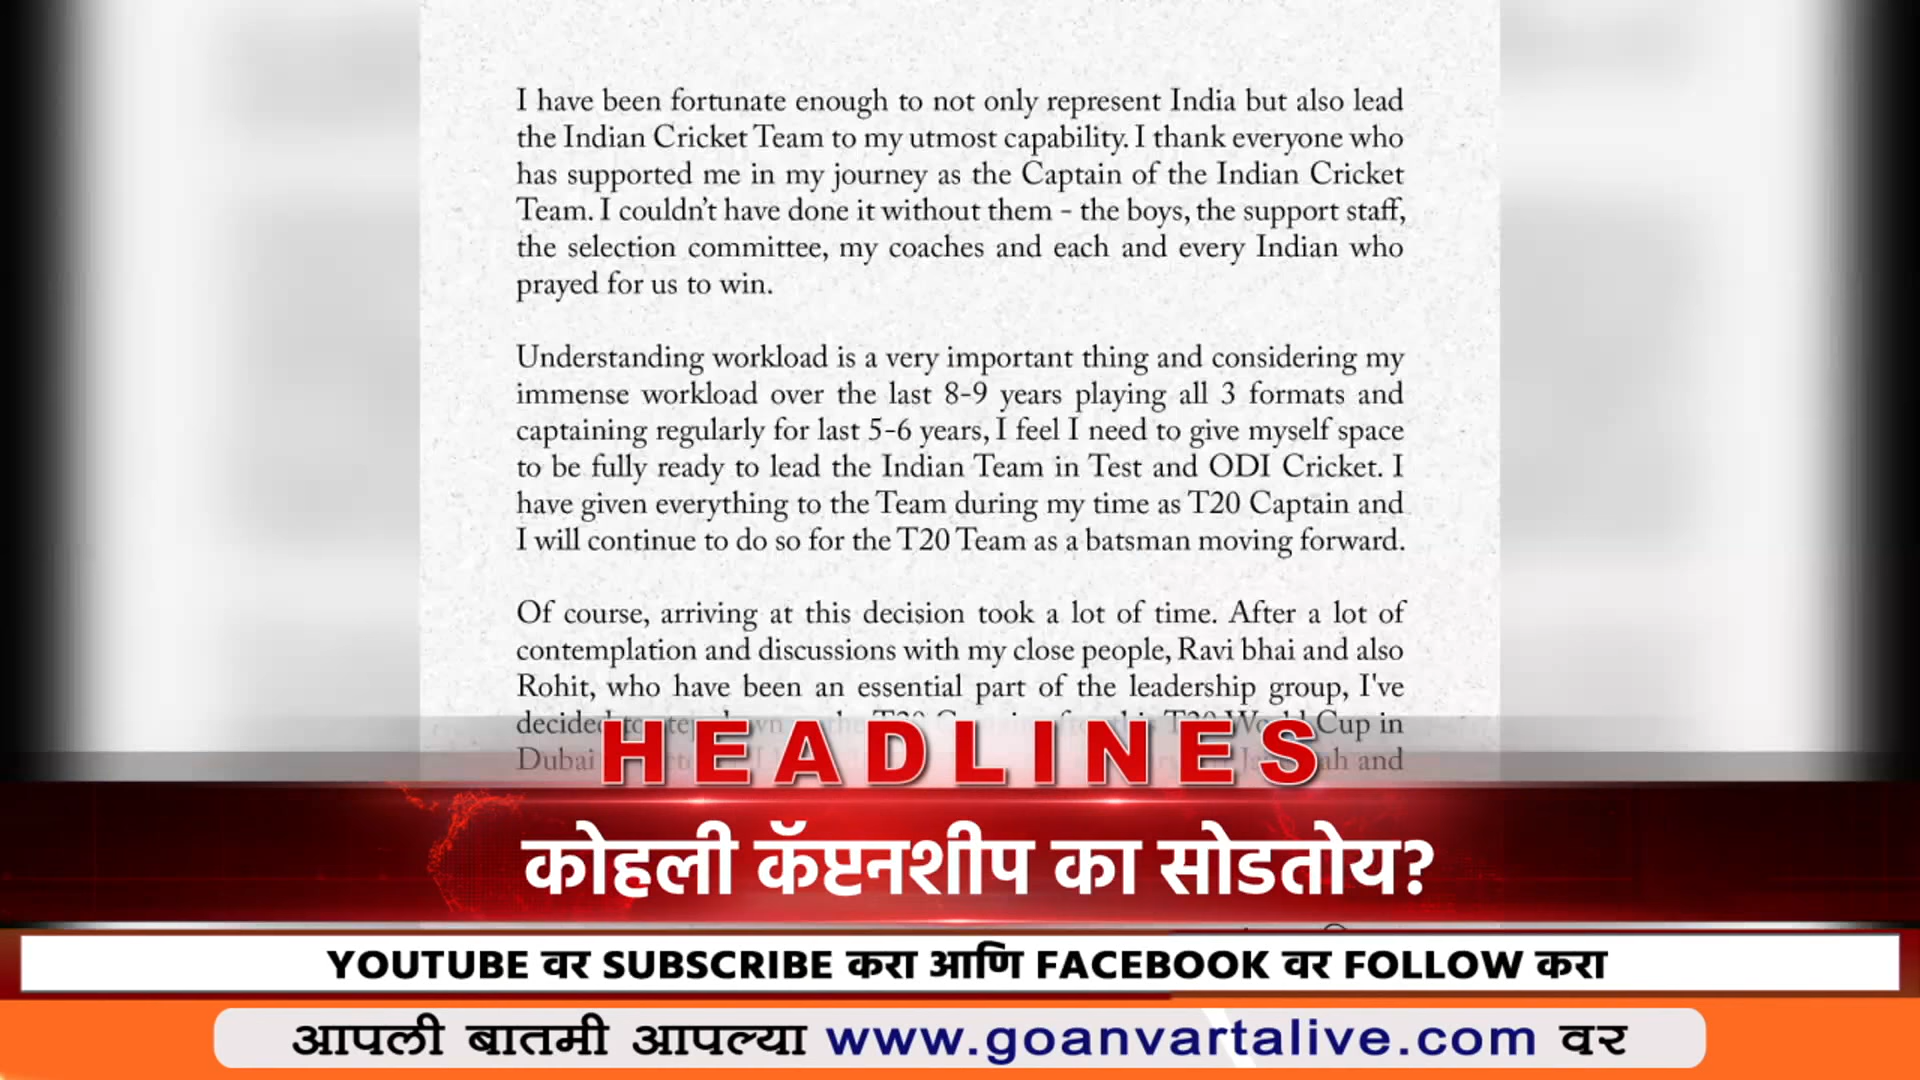 I have been fortunate enough to not only represent India but also lead
the Indian Cricket Team to my utmost capability. I thank everyone who
has supported me in my journey as the Captain of the Indian Cricket
Team. I couldn't have done it without them - the boys, the support staff,
the selection committee, my coaches and each and every Indian who
prayed for us to win.
Understanding workload is a very important thing and considering my
immense workload over the last 8-9 years playing all 3 formats and
captaining regularly for last 5-6 years, I feel I need to give myself space
to be fully ready to lead the Indian Team in Test and ODI Cricket. I
have given everything to the Team during my time as T20 Captain and
I will continue to do so for the T20 Team as a batsman moving forward.
Of course, arriving at this decision took a lot of time. After a lot of
contemplation and discussions with my close people, Ravi bhai and also
Rohit, who have been an essential part of the leadership group, I've
decided to step down the T20 T20 World Cup in
Dubai and
HEADLINES
कोहली कॅप्टनशीप का सोडतोय?
YOUTUBE वर SUBSCRIBE करा आणि FACEBOOK वर FOLLOW करा
आपली बातमी आपल्या www.goanvartalive.com वर